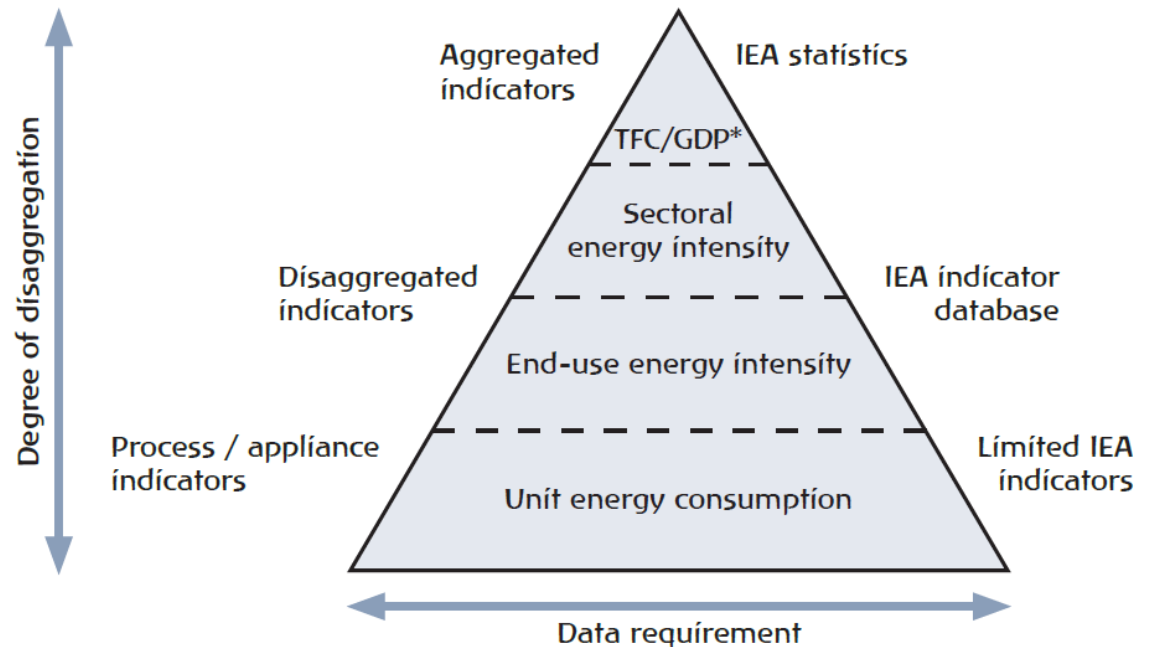 Aggregated
indicators
IEA statistics
TFC/GDP*
Sectoral
energy intensity
Disaggregated
indicators
IEA indicator
database
End-use energy intensity
Process / appliance
indicators
Limited IEA
indicators
Unit energy consumption
Degree of disaggregation
Data requirement